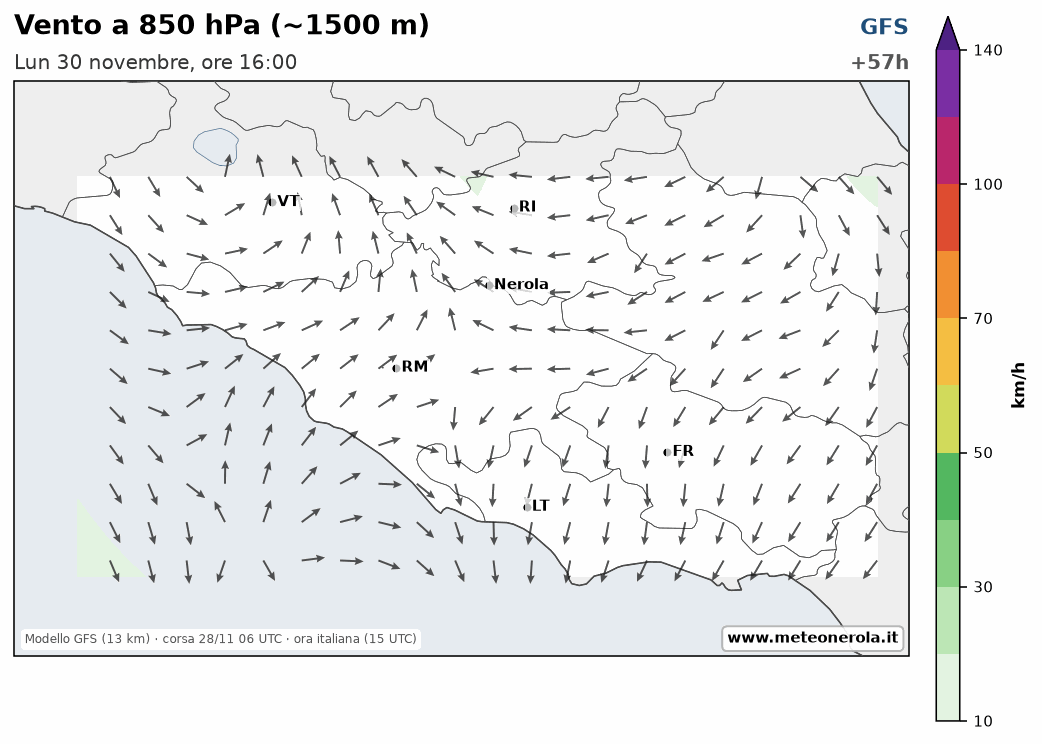 Vento a 850 hPa (~1500 m)
GFS
Lun 30 novembre, ore 16:00
+57h
VT
RI
Nerola
RM
FR
LT
140
100
70
50
30
10
km/h
Modello GFS (13 km) · corsa 28/11 06 UTC · ora italiana (15 UTC)
www.meteonerola.it